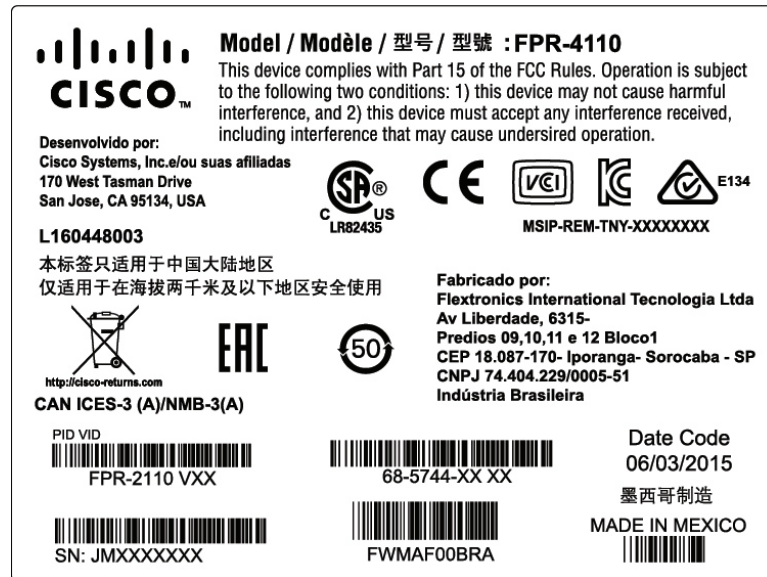 CISCO™
Model / Modèle / 型号 / 型號 : FPR-4110
This device complies with Part 15 of the FCC Rules. Operation is subject
to the following two conditions: 1) this device may not cause harmful
interference, and 2) this device must accept any interference received,
including interference that may cause undersired operation.
Desenvolvido por:
Cisco Systems, Inc.e/ou suas afiliadas
170 West Tasman Drive
San Jose, CA 95134, USA
SA ®
C US
LR82435
CE
VCI
E134
MSIP-REM-TNY-XXXXXXXX
L160448003
本标签只适用于中国大陆地区
仅适用于在海拔两千米及以下地区安全使用
http://cisco-returns.com
EAC
50
CAN ICES-3 (A)/NMB-3(A)
Fabricado por:
Flextronics International Tecnologia Ltda
Av Liberdade, 6315-
Predios 09,10,11 e 12 Bloco1
CEP 18.087-170- Iporanga- Sorocaba - SP
CNPJ 74.404.229/0005-51
Indústria Brasileira
PID VID
FPR-2110 VXX
68-5744-XX XX
SN: JMXXXXXXX
FWMAF00BRA
Date Code
06/03/2015
墨西哥制造
MADE IN MEXICO